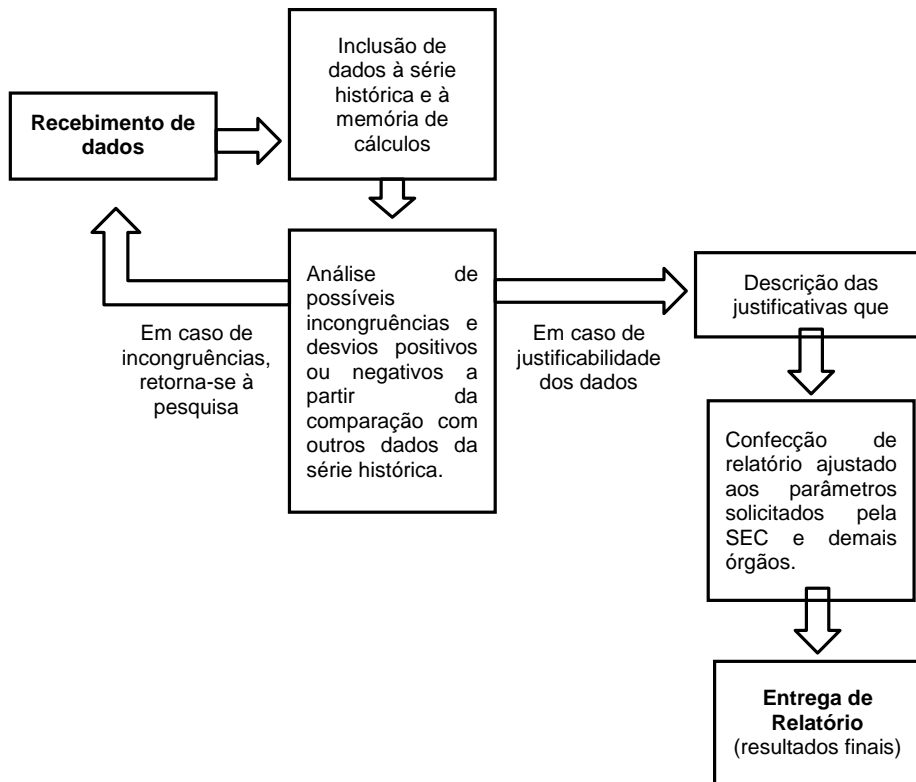 Inclusão de
dados à série
histórica e à
memória de
cálculos
Recebimento de
dados
Análise de
possíveis
incongruências e
desvios positivos
ou negativos a
partir da
comparação com
outros dados da
série histórica.
Em caso de
incongruências,
retorna-se à
pesquisa
Em caso de
justificabilidade
dos dados
Descrição das
justificativas que
Confecção de
relatório ajustado
aos parâmetros
solicitados pela
SEC e demais
órgãos.
Entrega de
Relatório
(resultados finais)